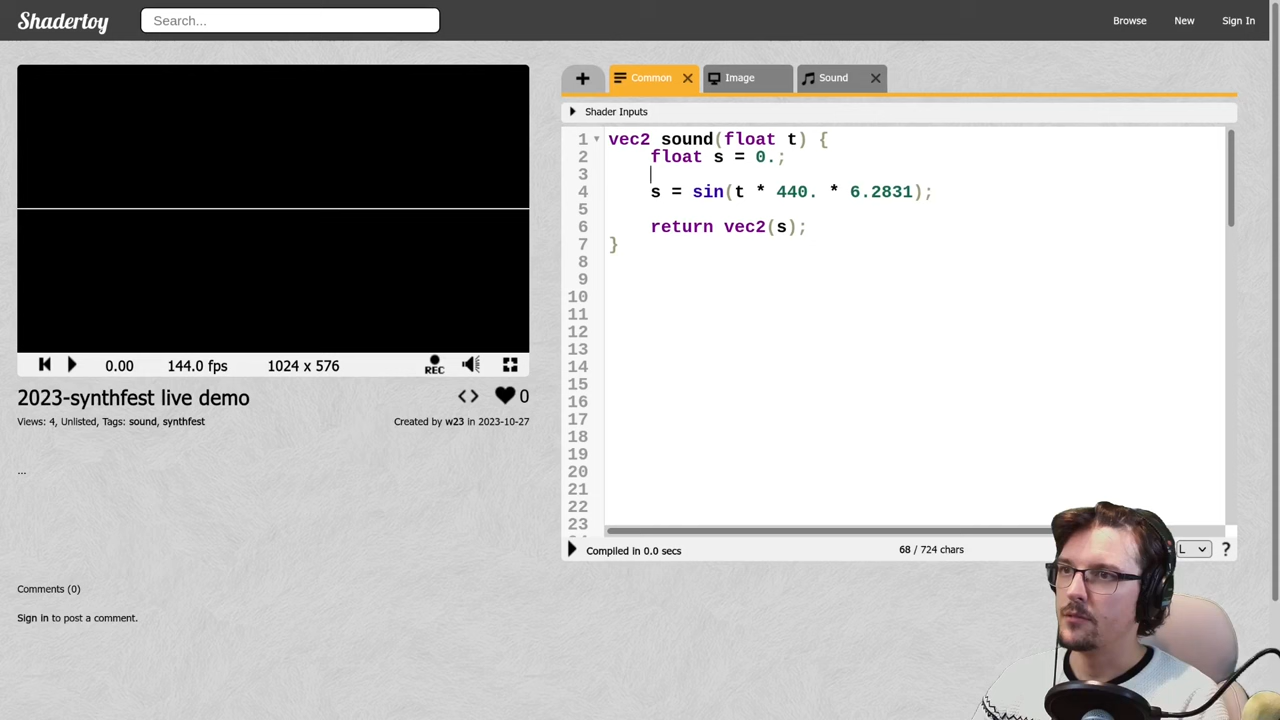 Shadertoy
Search...
Browse
New
Sign In
Common
Image
Sound
Shader Inputs
1 vec2 sound(float t) {
2 float s = 0.;
3
4 s = sin(t * 440. * 6.2831);
5
6 return vec2(s);
7 }
8
9
10
11
12
13
14
15
16
17
18
19
20
21
22
23
0.00
144.0 fps
1024 x 576
REC
2023-synthfest live demo
0
Views: 4, Unlisted, Tags: sound, synthfest
Created by w23 in 2023-10-27
...
Compiled in 0.0 secs
68 / 724 chars
L
?
Comments (0)
Sign in to post a comment.